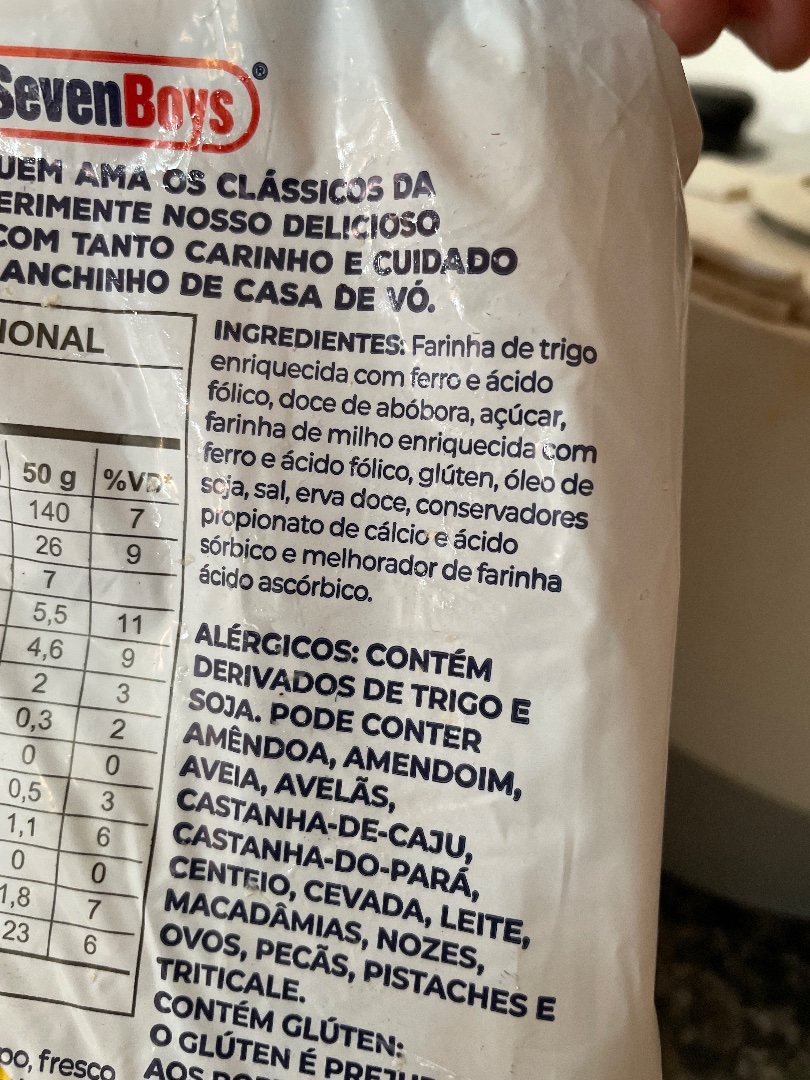 SevenBoys®
AMA OS CLÁSSICOS DA
NOSSO DELICIOSO
COM TANTO CARINHO E CUIDADO
DE CASA DE VÓ.
INGREDIENTES: Farinha de trigo
enriquecida com ferro e ácido
fólico, doce de abóbora, açúcar,
farinha de milho enriquecida com
ferro e ácido fólico, glúten, óleo de
soja, sal, erva doce, conservadores
propionato de cálcio e ácido
sórbico e melhorador de farinha
ácido ascórbico.
50 g %VD*
140 7
26 9
7
5,5 11
4,6 9
2 3
0,3 2
0 0
0,5 3
1,1 6
0 0
1,8 7
23 6
ALÉRGICOS: CONTÉM
DERIVADOS DE TRIGO E
SOJA. PODE CONTER
AMÊNDOA, AMENDOIM,
AVEIA, AVELÃS,
CASTANHA-DE-CAJU,
CASTANHA-DO-PARÁ,
CENTEIO, CEVADA, LEITE,
MACADÂMIAS, NOZES,
OVOS, PECÃS, PISTACHES E
TRITICALE.
CONTÉM GLÚTEN:
O GLÚTEN É
fresco